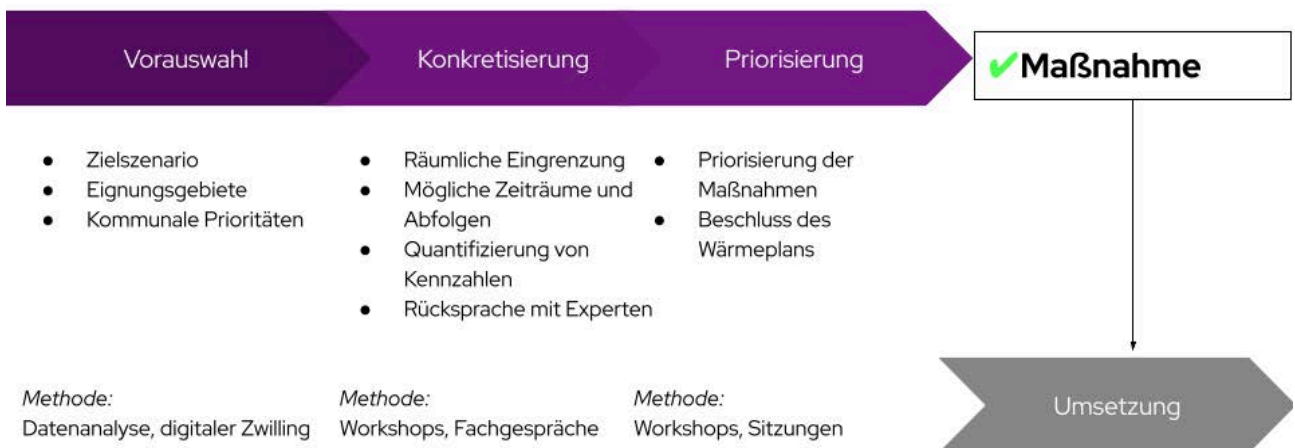 Vorauswahl
Konkretisierung
Priorisierung
✔Maßnahme
● Zielszenario
● Eignungsgebiete
● Kommunale Prioritäten
● Räumliche Eingrenzung
● Mögliche Zeiträume und
Abfolgen
● Quantifizierung von
Kennzahlen
● Rücksprache mit Experten
● Priorisierung der
Maßnahmen
● Beschluss des
Wärmeplans
Methode:
Datenanalyse, digitaler Zwilling
Methode:
Workshops, Fachgespräche
Methode:
Workshops, Sitzungen
Umsetzung